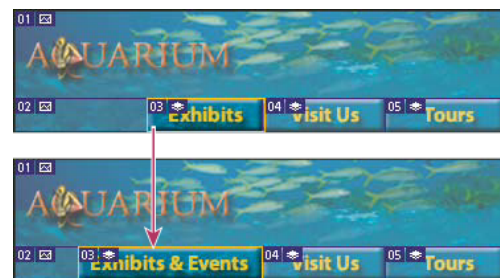 01
AQUARIUM
02 03 Exhibits 04 Visit Us 05 Tours
01
AQUARIUM
02 03 Exhibits & Events 04 Visit Us 05 Tours